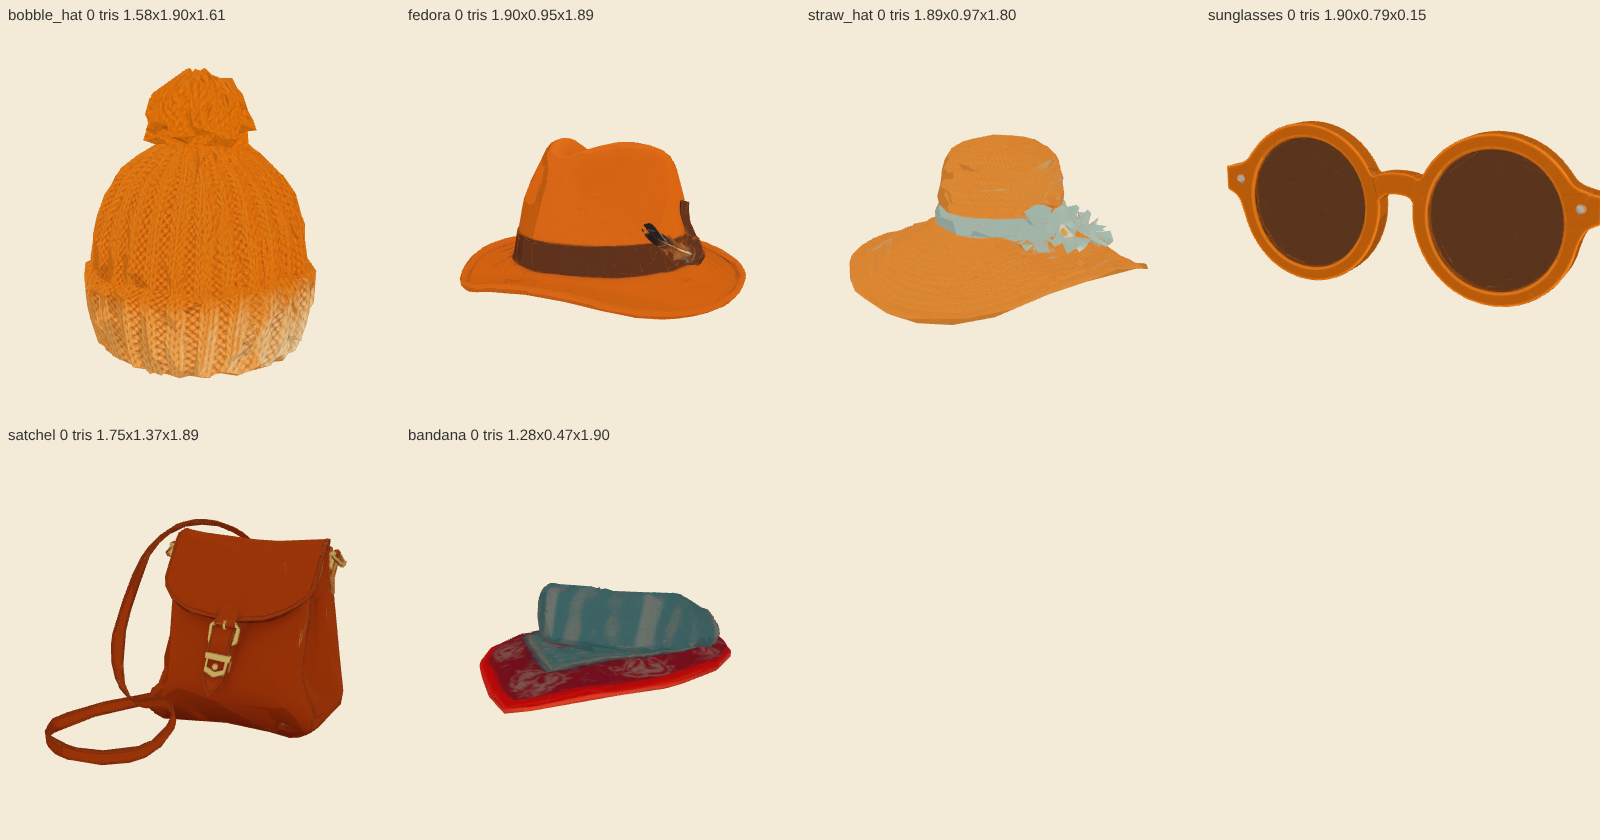 bobble_hat 0 tris 1.58x1.90x1.61
fedora 0 tris 1.90x0.95x1.89
straw_hat 0 tris 1.89x0.97x1.80
sunglasses 0 tris 1.90x0.79x0.15
satchel 0 tris 1.75x1.37x1.89
bandana 0 tris 1.28x0.47x1.90